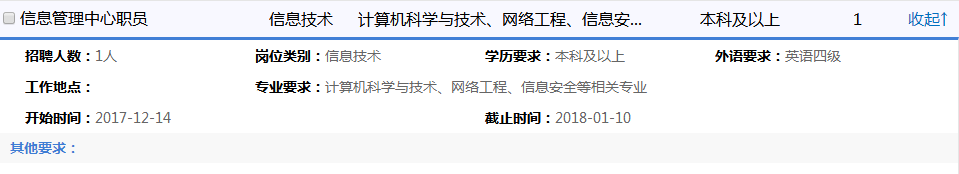 信息管理中心职员 信息技术 计算机科学与技术、网络工程、信息安... 本科及以上 1 收起↑
招聘人数：1人 岗位类别：信息技术 学历要求：本科及以上 外语要求：英语四级
工作地点： 专业要求：计算机科学与技术、网络工程、信息安全等相关专业
开始时间：2017-12-14 截止时间：2018-01-10
其他要求：